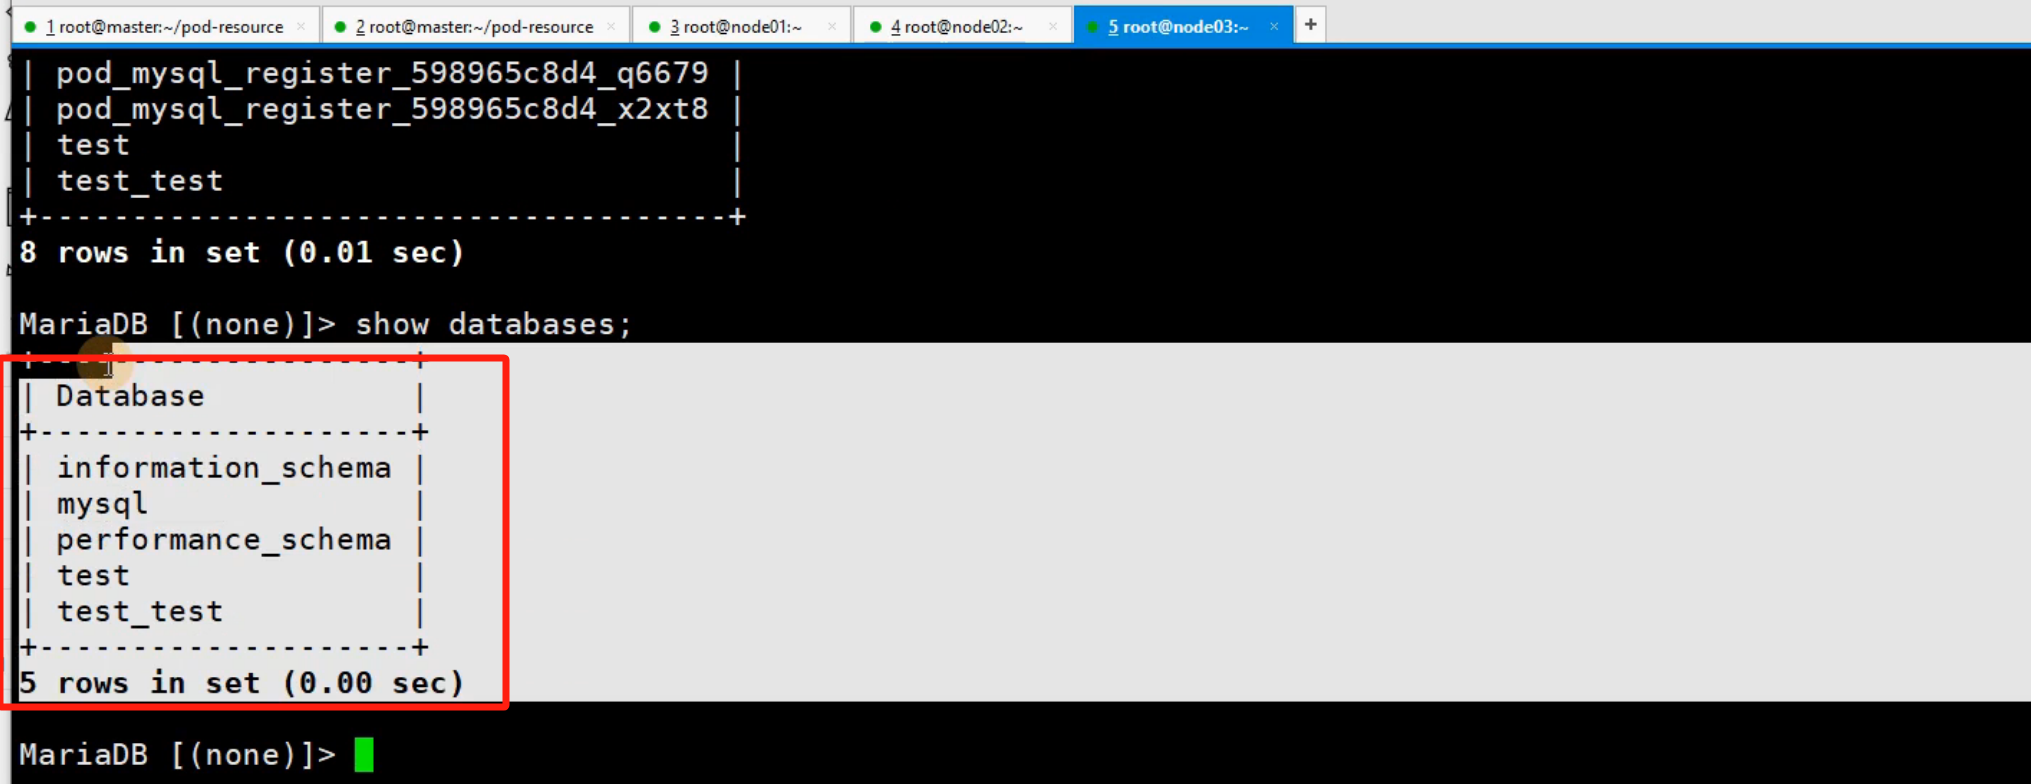 1 root@master:~/pod-resource × 2 root@master:~/pod-resource × 3 root@node01:~ × 4 root@node02:~ × 5 root@node03:~ × +
| pod_mysql_register_598965c8d4_q6679 |
| pod_mysql_register_598965c8d4_x2xt8 |
| test                                |
| test_test                           |
+-------------------------------------+
8 rows in set (0.01 sec)
MariaDB [(none)]> show databases;
+--------------------+
| Database           |
+--------------------+
| information_schema |
| mysql              |
| performance_schema |
| test               |
| test_test          |
+--------------------+
5 rows in set (0.00 sec)
MariaDB [(none)]>